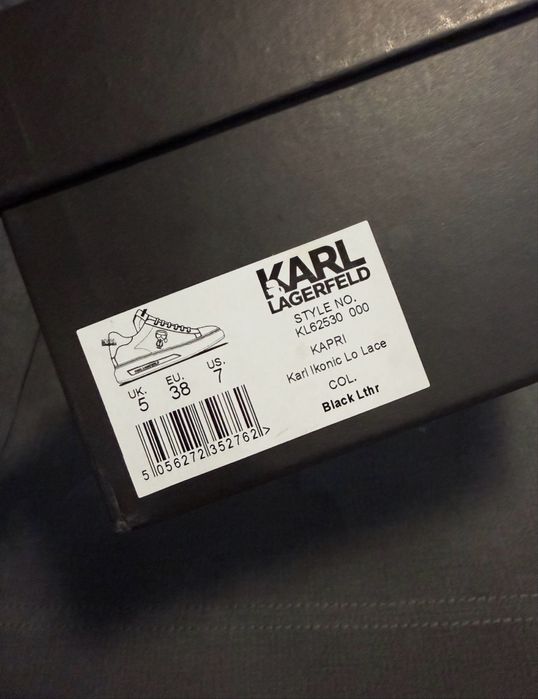 KARL
LAGERFELD
STYLE NO.
KL62530 000
KAPRI
Karl Ikonic Lo Lace
COL.
Black Lthr
UK. EU. US.
5 38 7
5 056272 352762 >